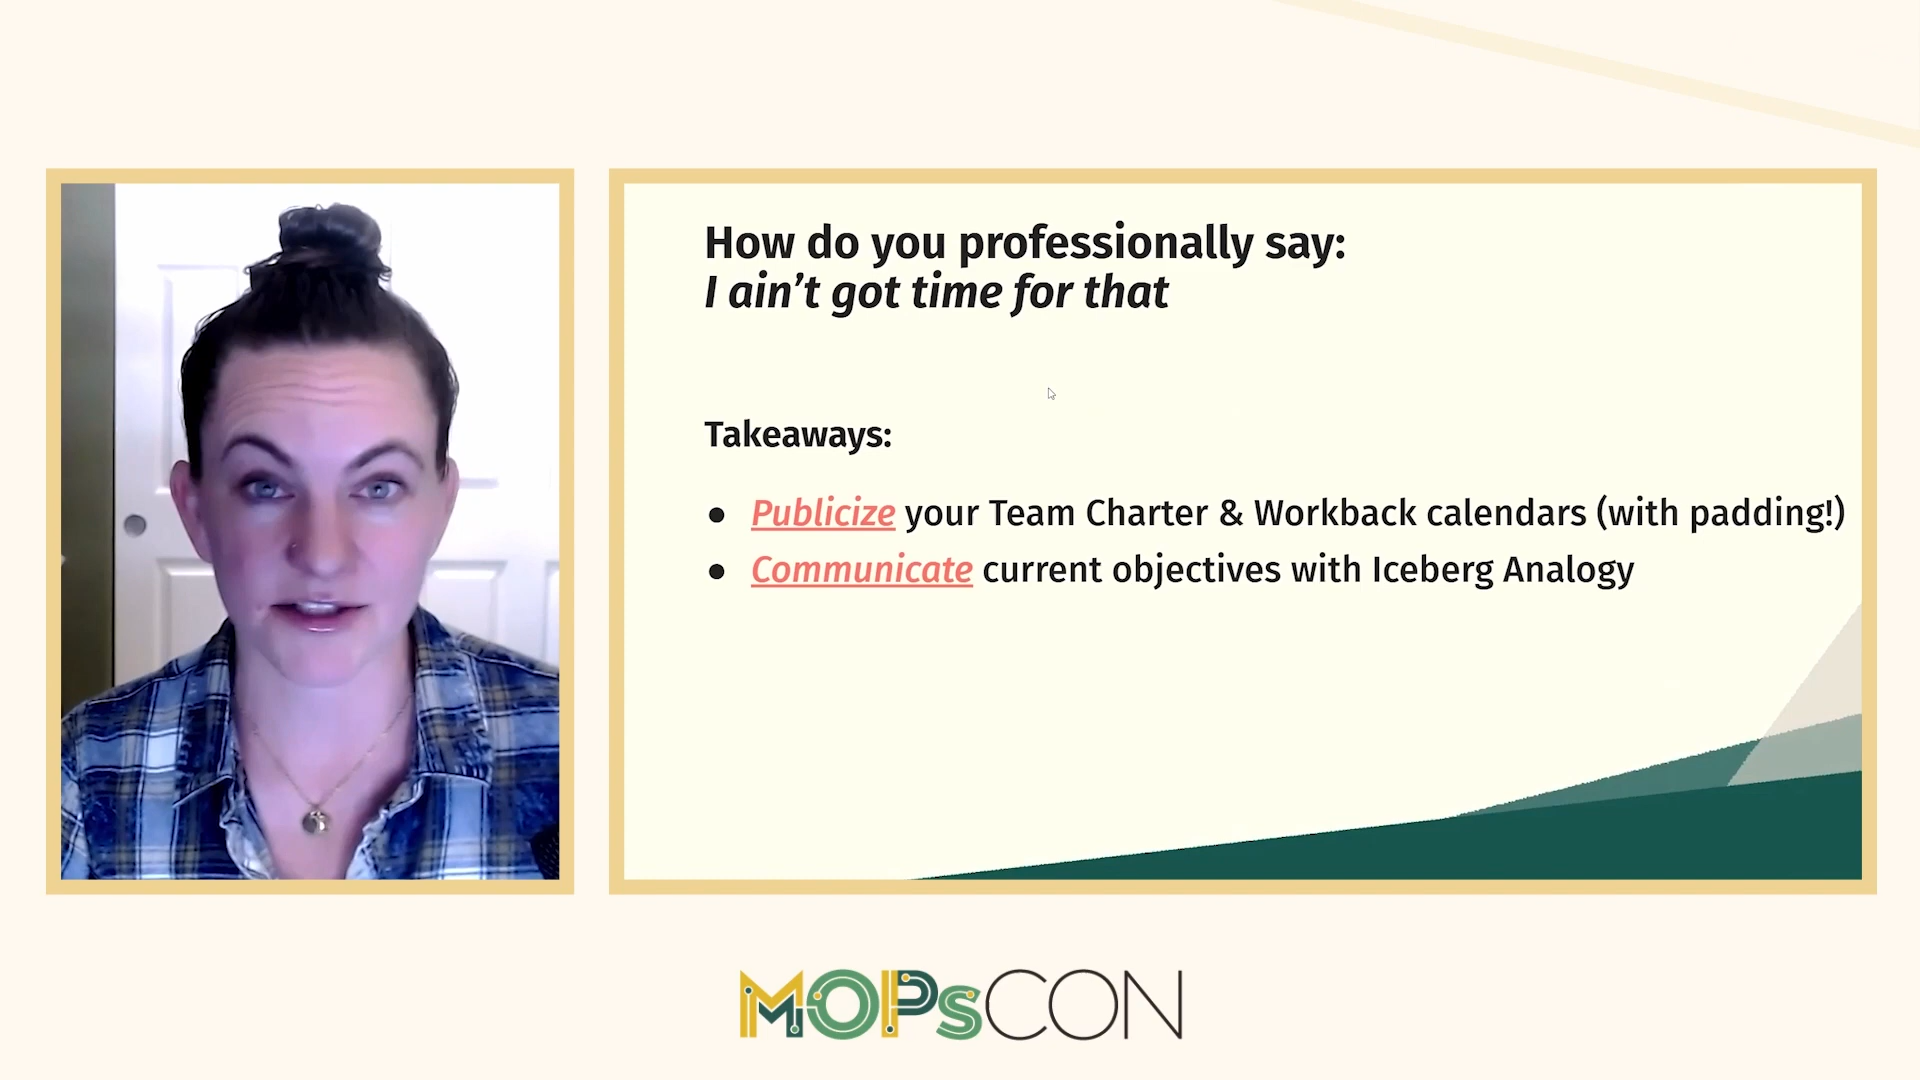 How do you professionally say:
I ain't got time for that
Takeaways:
● Publicize your Team Charter & Workback calendars (with padding!)
● Communicate current objectives with Iceberg Analogy
MOPsCON